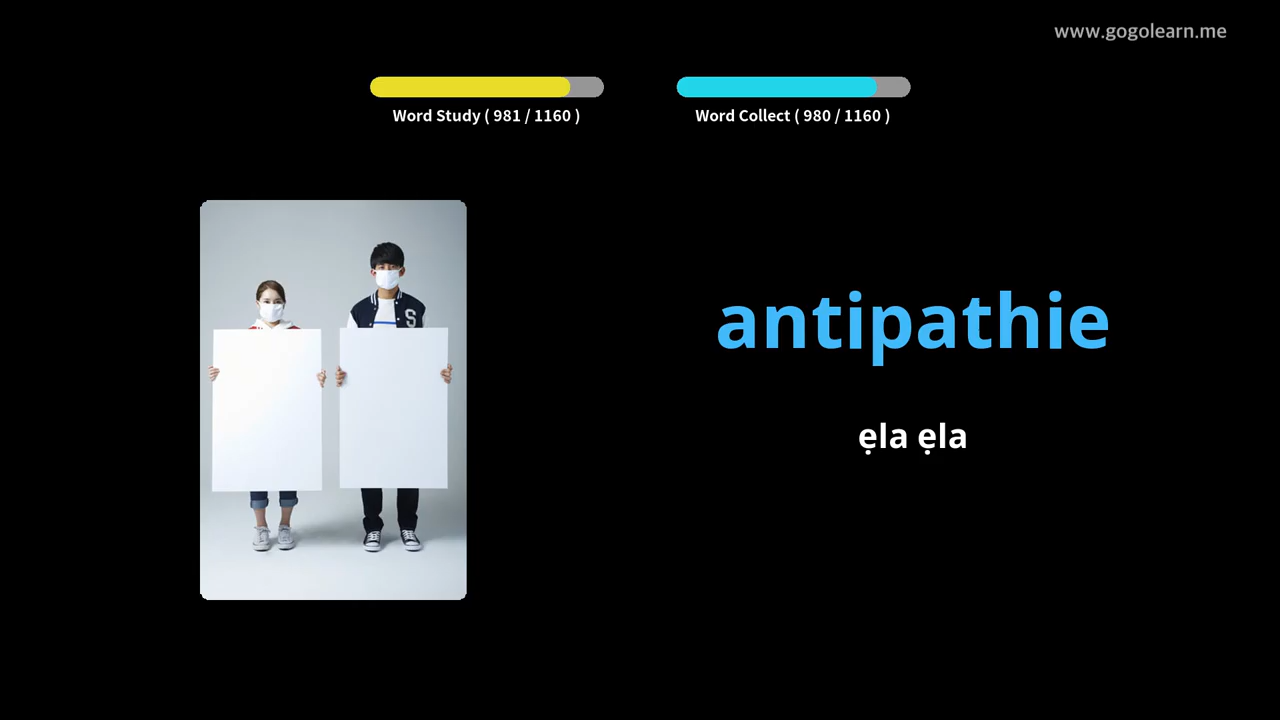 www.gogolearn.me
Word Study ( 981 / 1160 )
Word Collect ( 980 / 1160 )
S
antipathie
ẹla ẹla